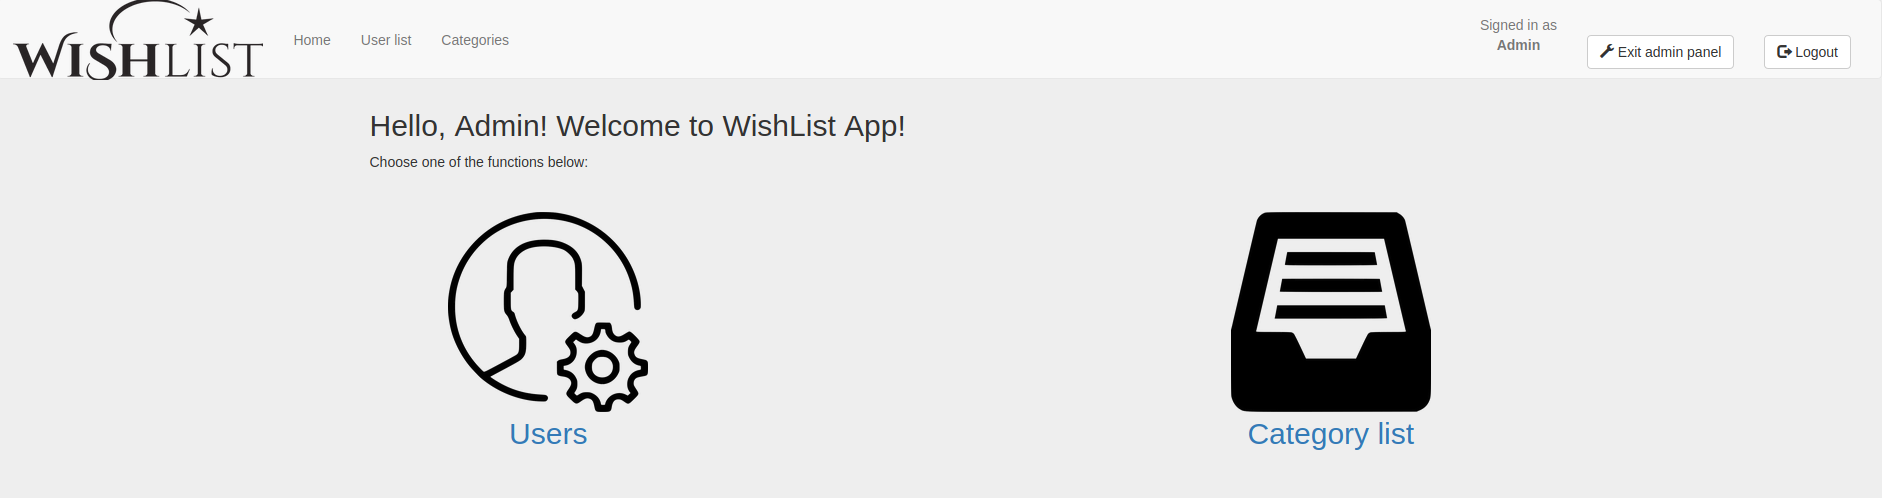 WISHLIST
Home
User list
Categories
Signed in as
Admin
Exit admin panel
Logout
Hello, Admin! Welcome to WishList App!
Choose one of the functions below:
Users
Category list